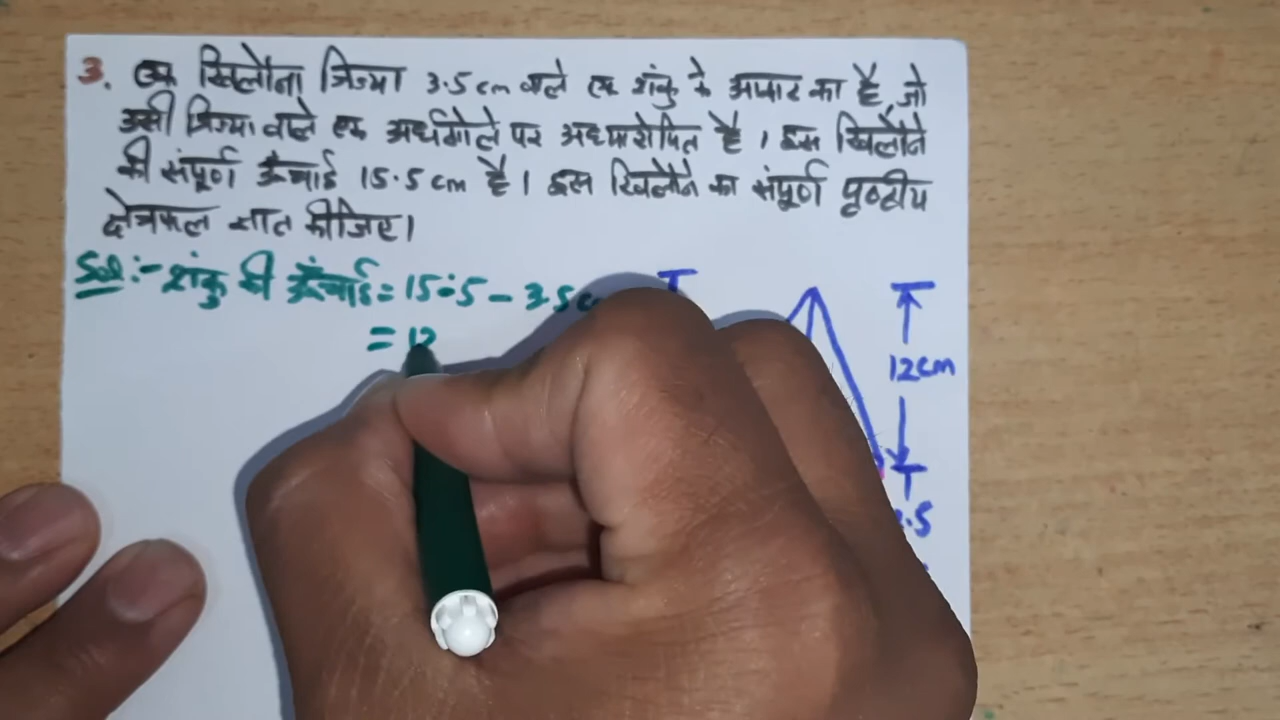 3. एक खिलौना त्रिज्या 3.5 cm वाले एक शंकु के आकार का है, जो
उसी त्रिज्या वाले एक अर्धगोले पर अध्यारोपित है। इस खिलौने
की संपूर्ण ऊँचाई 15.5 cm है। इस खिलौने का संपूर्ण पृष्ठीय
क्षेत्रफल ज्ञात कीजिए।
Sol:- शंकु की ऊँचाई = 15.5 - 3.5 c
= 12
12cm
.5